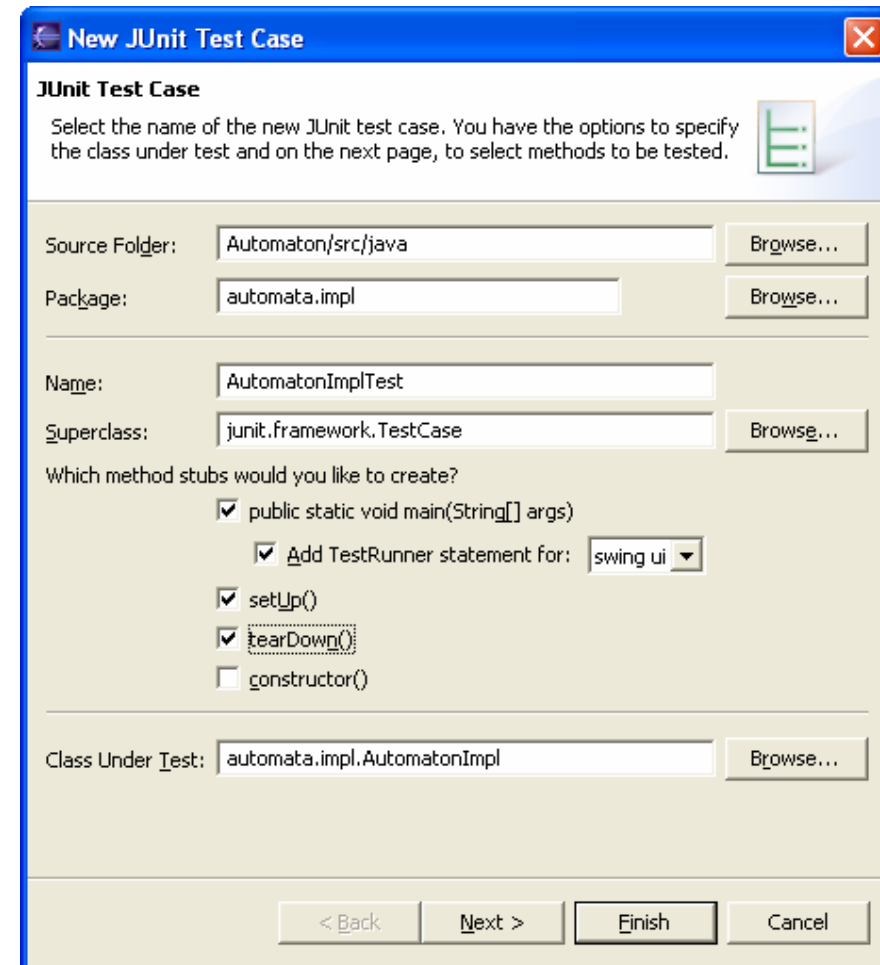 New JUnit Test Case
JUnit Test Case
Select the name of the new JUnit test case. You have the options to specify
the class under test and on the next page, to select methods to be tested.
Source Folder: Automaton/src/java Browse...
Package: automata.impl Browse...
Name: AutomatonImplTest
Superclass: junit.framework.TestCase Browse...
Which method stubs would you like to create?
public static void main(String[] args)
Add TestRunner statement for: swing ui
setUp()
tearDown()
constructor()
Class Under Test: automata.impl.AutomatonImpl Browse...
< Back Next > Finish Cancel